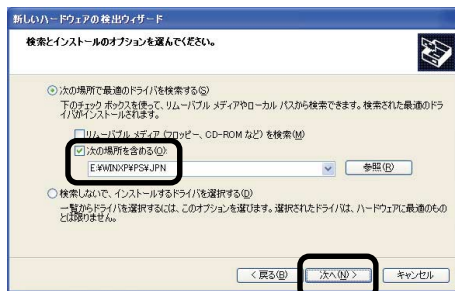 新しいハードウェアの検出ウィザード
検索とインストールのオプションを選んでください。
次の場所で最適のドライバを検索する(S)
下のチェック ボックスを使って、リムーバブル メディアやローカル パスから検索できます。検索された最適のドラ
イバがインストールされます。
リムーバブル メディア (フロッピー、CD-ROM など) を検索(M)
次の場所を含める(O):
E:¥WINXP¥PS¥JPN
参照(R)
検索しないで、インストールするドライバを選択する(D)
一覧からドライバを選択するには、このオプションを選びます。選択されたドライバは、ハードウェアに最適のもの
とは限りません。
< 戻る(B)
次へ(N) >
キャンセル